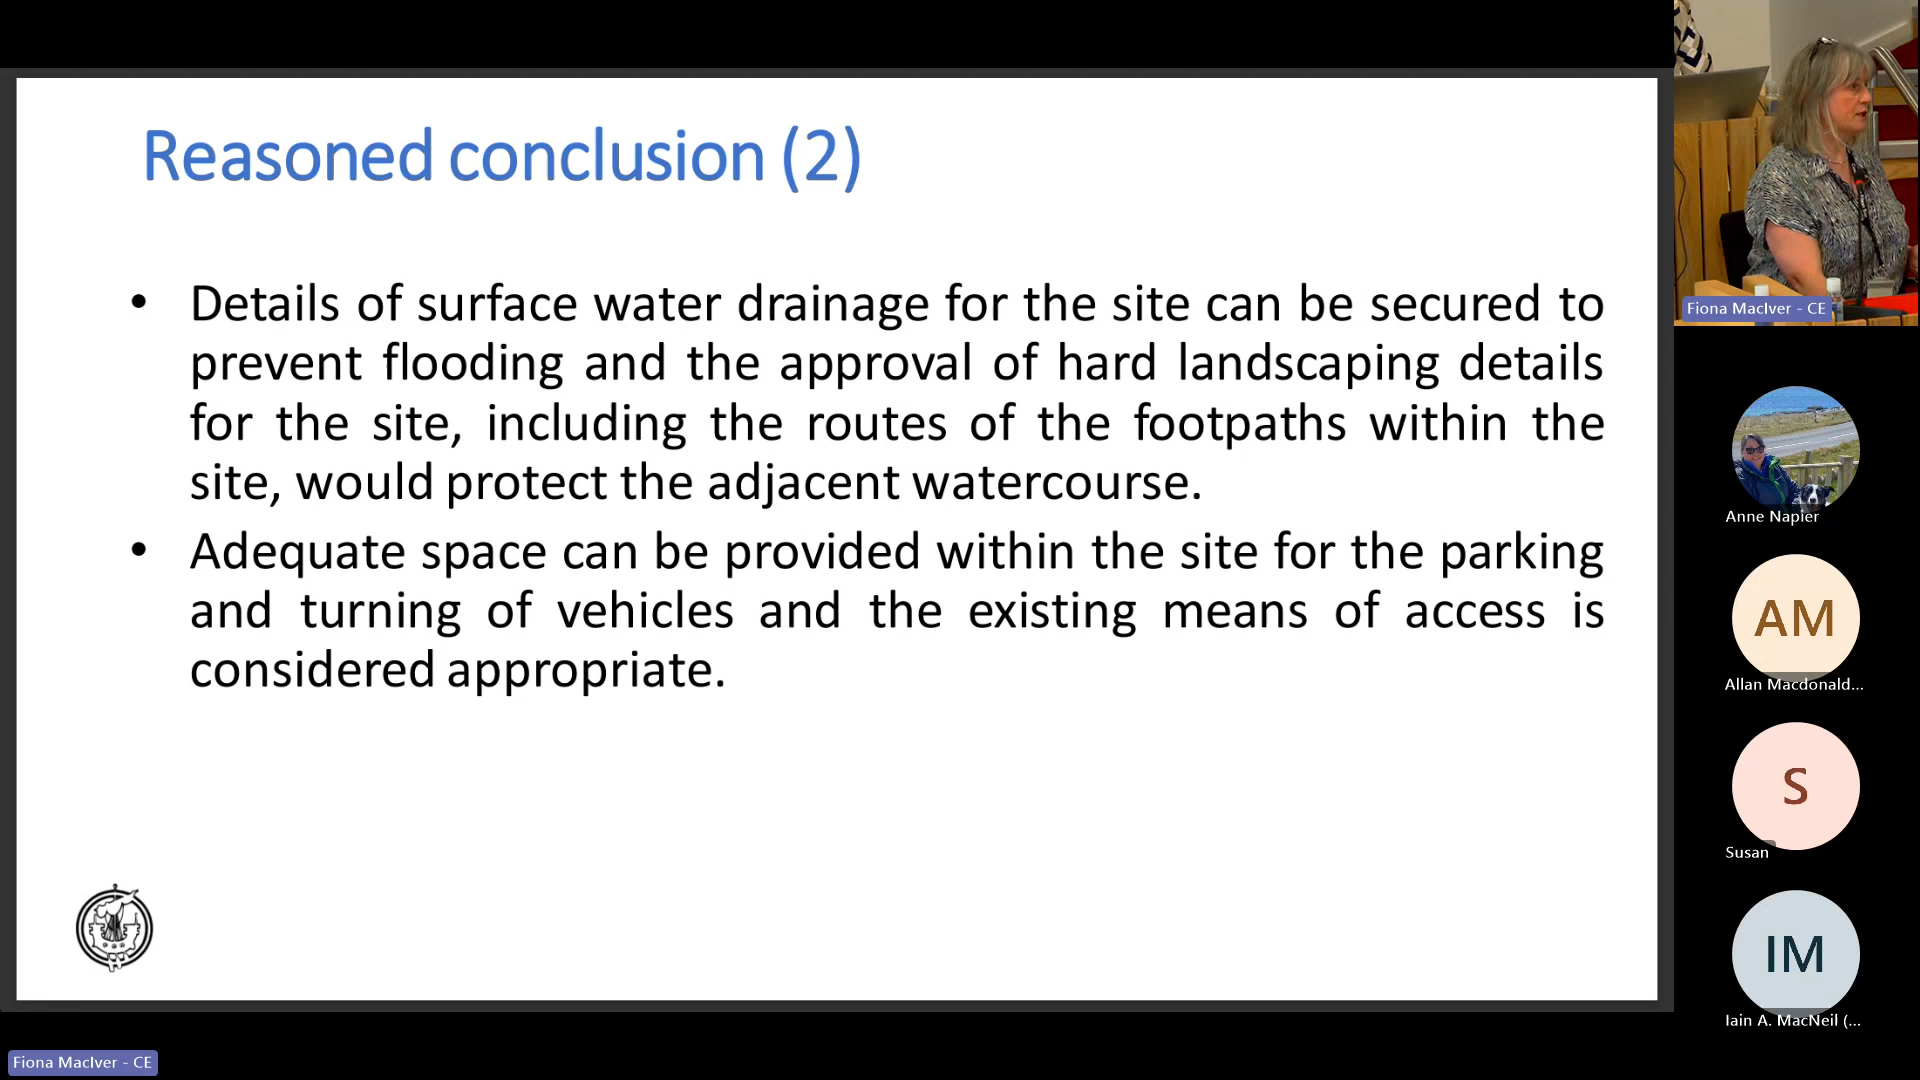 Reasoned conclusion (2)
• Details of surface water drainage for the site can be secured to
prevent flooding and the approval of hard landscaping details
for the site, including the routes of the footpaths within the
site, would protect the adjacent watercourse.
• Adequate space can be provided within the site for the parking
and turning of vehicles and the existing means of access is
considered appropriate.
Fiona MacIver - CE
Anne Napier
AM
Allan Macdonald...
S
Susan
IM
Iain A. MacNeil (...
Fiona MacIver - CE